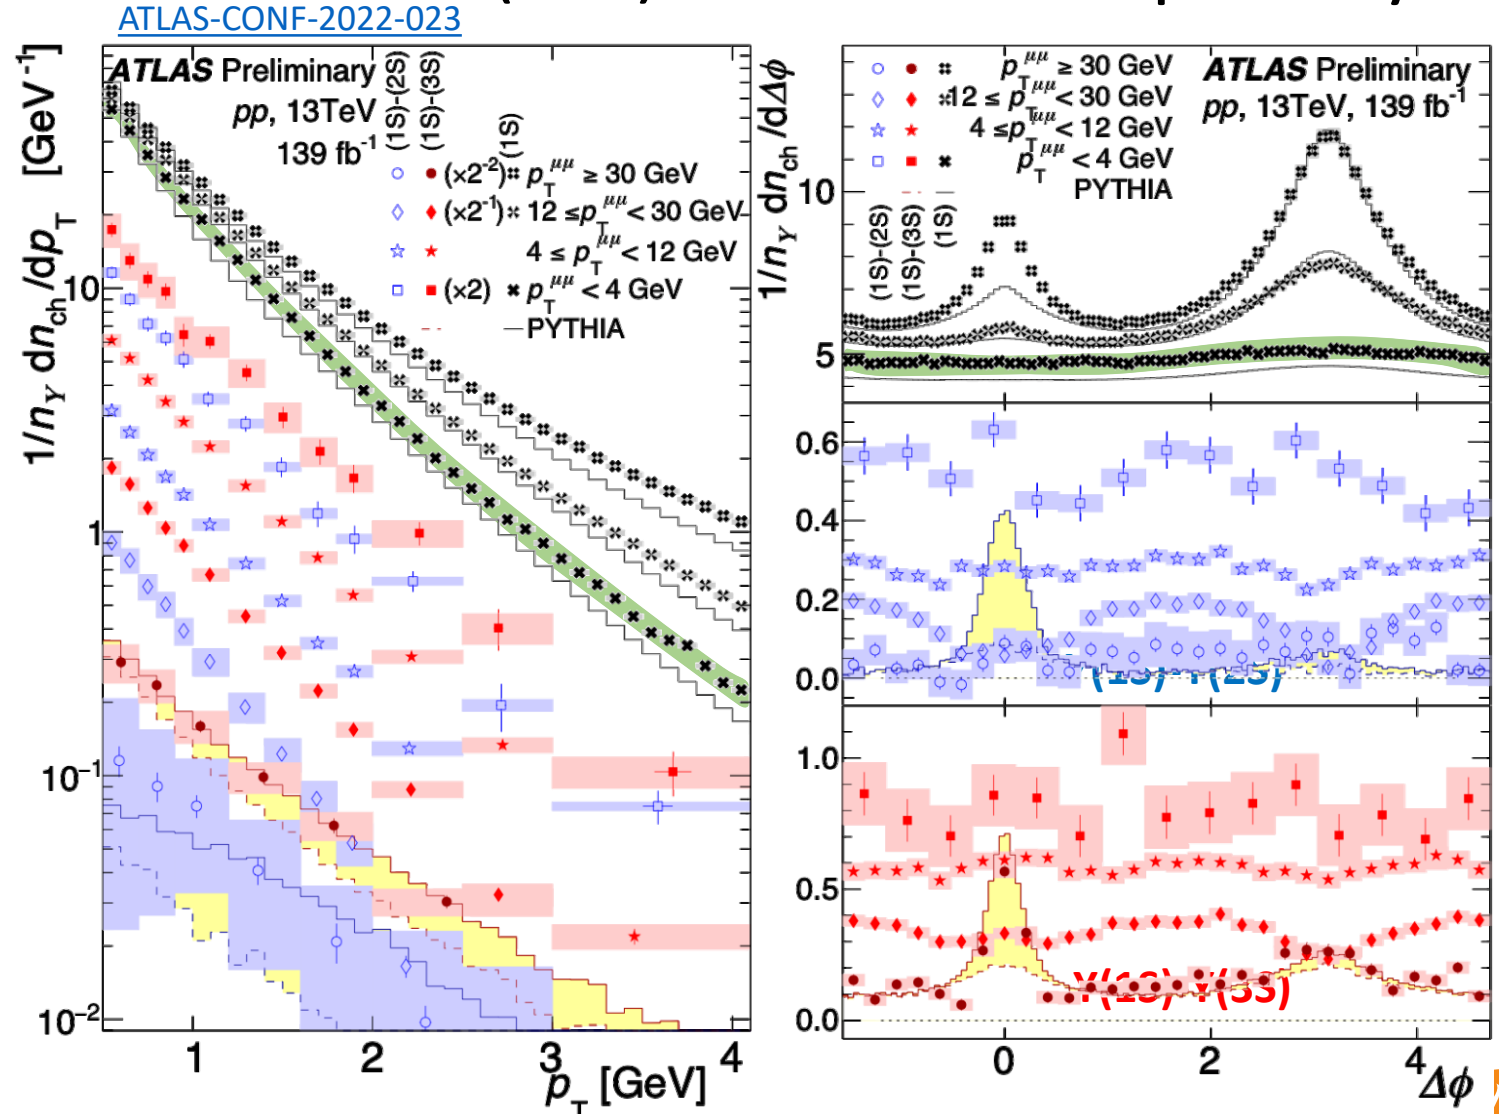 ATLAS-CONF-2022-023
ATLAS Preliminary
pp, 13TeV
139 fb⁻¹
(1S)-(2S)
(1S)-(3S)
(1S)
(×2⁻²) p_T^μμ ≥ 30 GeV
(×2⁻¹) 12 ≤ p_T^μμ < 30 GeV
4 ≤ p_T^μμ < 12 GeV
(×2) p_T^μμ < 4 GeV
PYTHIA
1/n_Υ dn_ch/dp_T [GeV⁻¹]
10
1
10⁻¹
10⁻²
1 2 3 4
p_T [GeV]
p_T^μμ ≥ 30 GeV
12 ≤ p_T^μμ < 30 GeV
4 ≤ p_T^μμ < 12 GeV
p_T^μμ < 4 GeV
PYTHIA
ATLAS Preliminary
pp, 13TeV, 139 fb⁻¹
(1S)-(2S)
(1S)-(3S)
(1S)
1/n_Υ dn_ch/dΔφ
10
5
0.6
0.4
0.2
0.0
Υ(1S)-Υ(2S)
1.0
0.5
0.0
Υ(1S)-Υ(3S)
0 2 4
Δφ